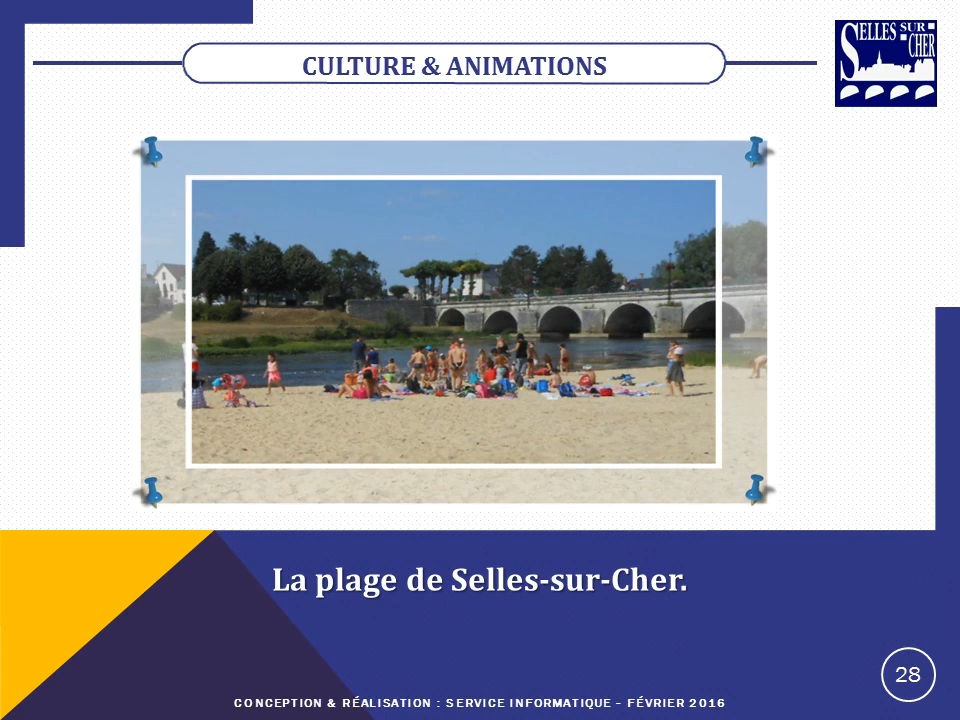 SELLES SUR
CHER
CULTURE & ANIMATIONS
La plage de Selles-sur-Cher.
28
CONCEPTION & RÉALISATION : SERVICE INFORMATIQUE - FÉVRIER 2016